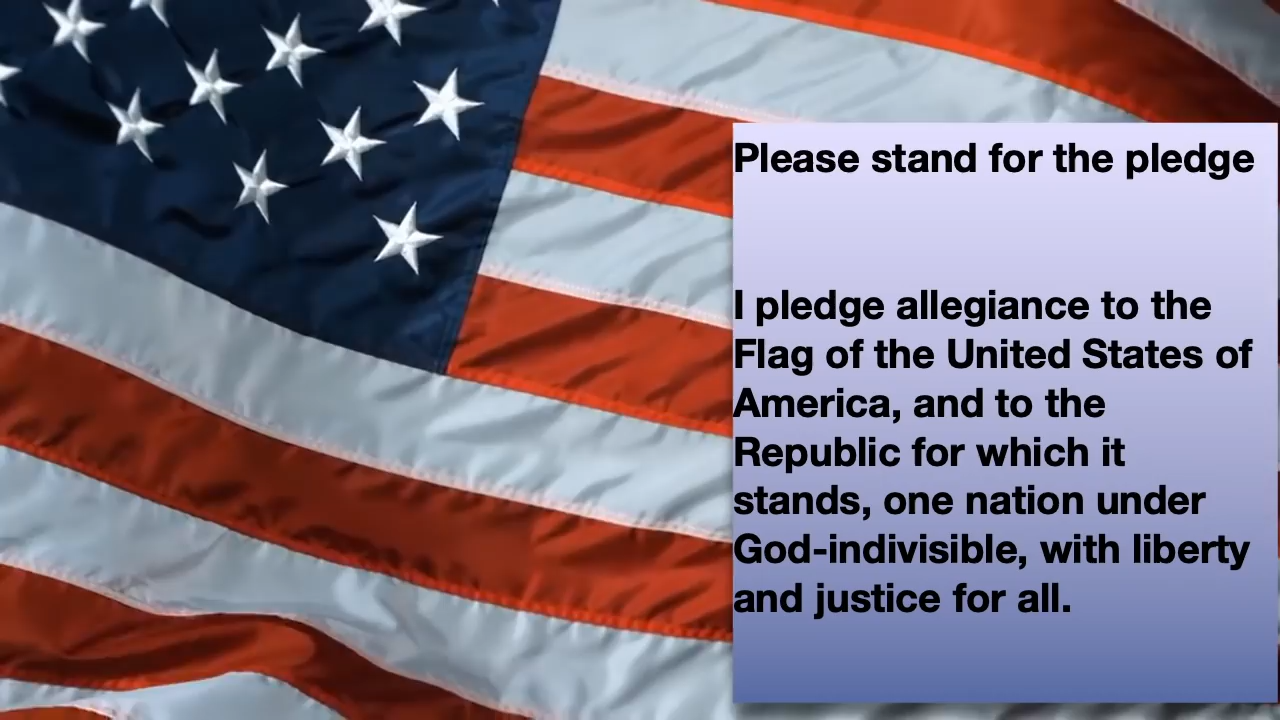 Please stand for the pledge
I pledge allegiance to the
Flag of the United States of
America, and to the
Republic for which it
stands, one nation under
God-indivisible, with liberty
and justice for all.